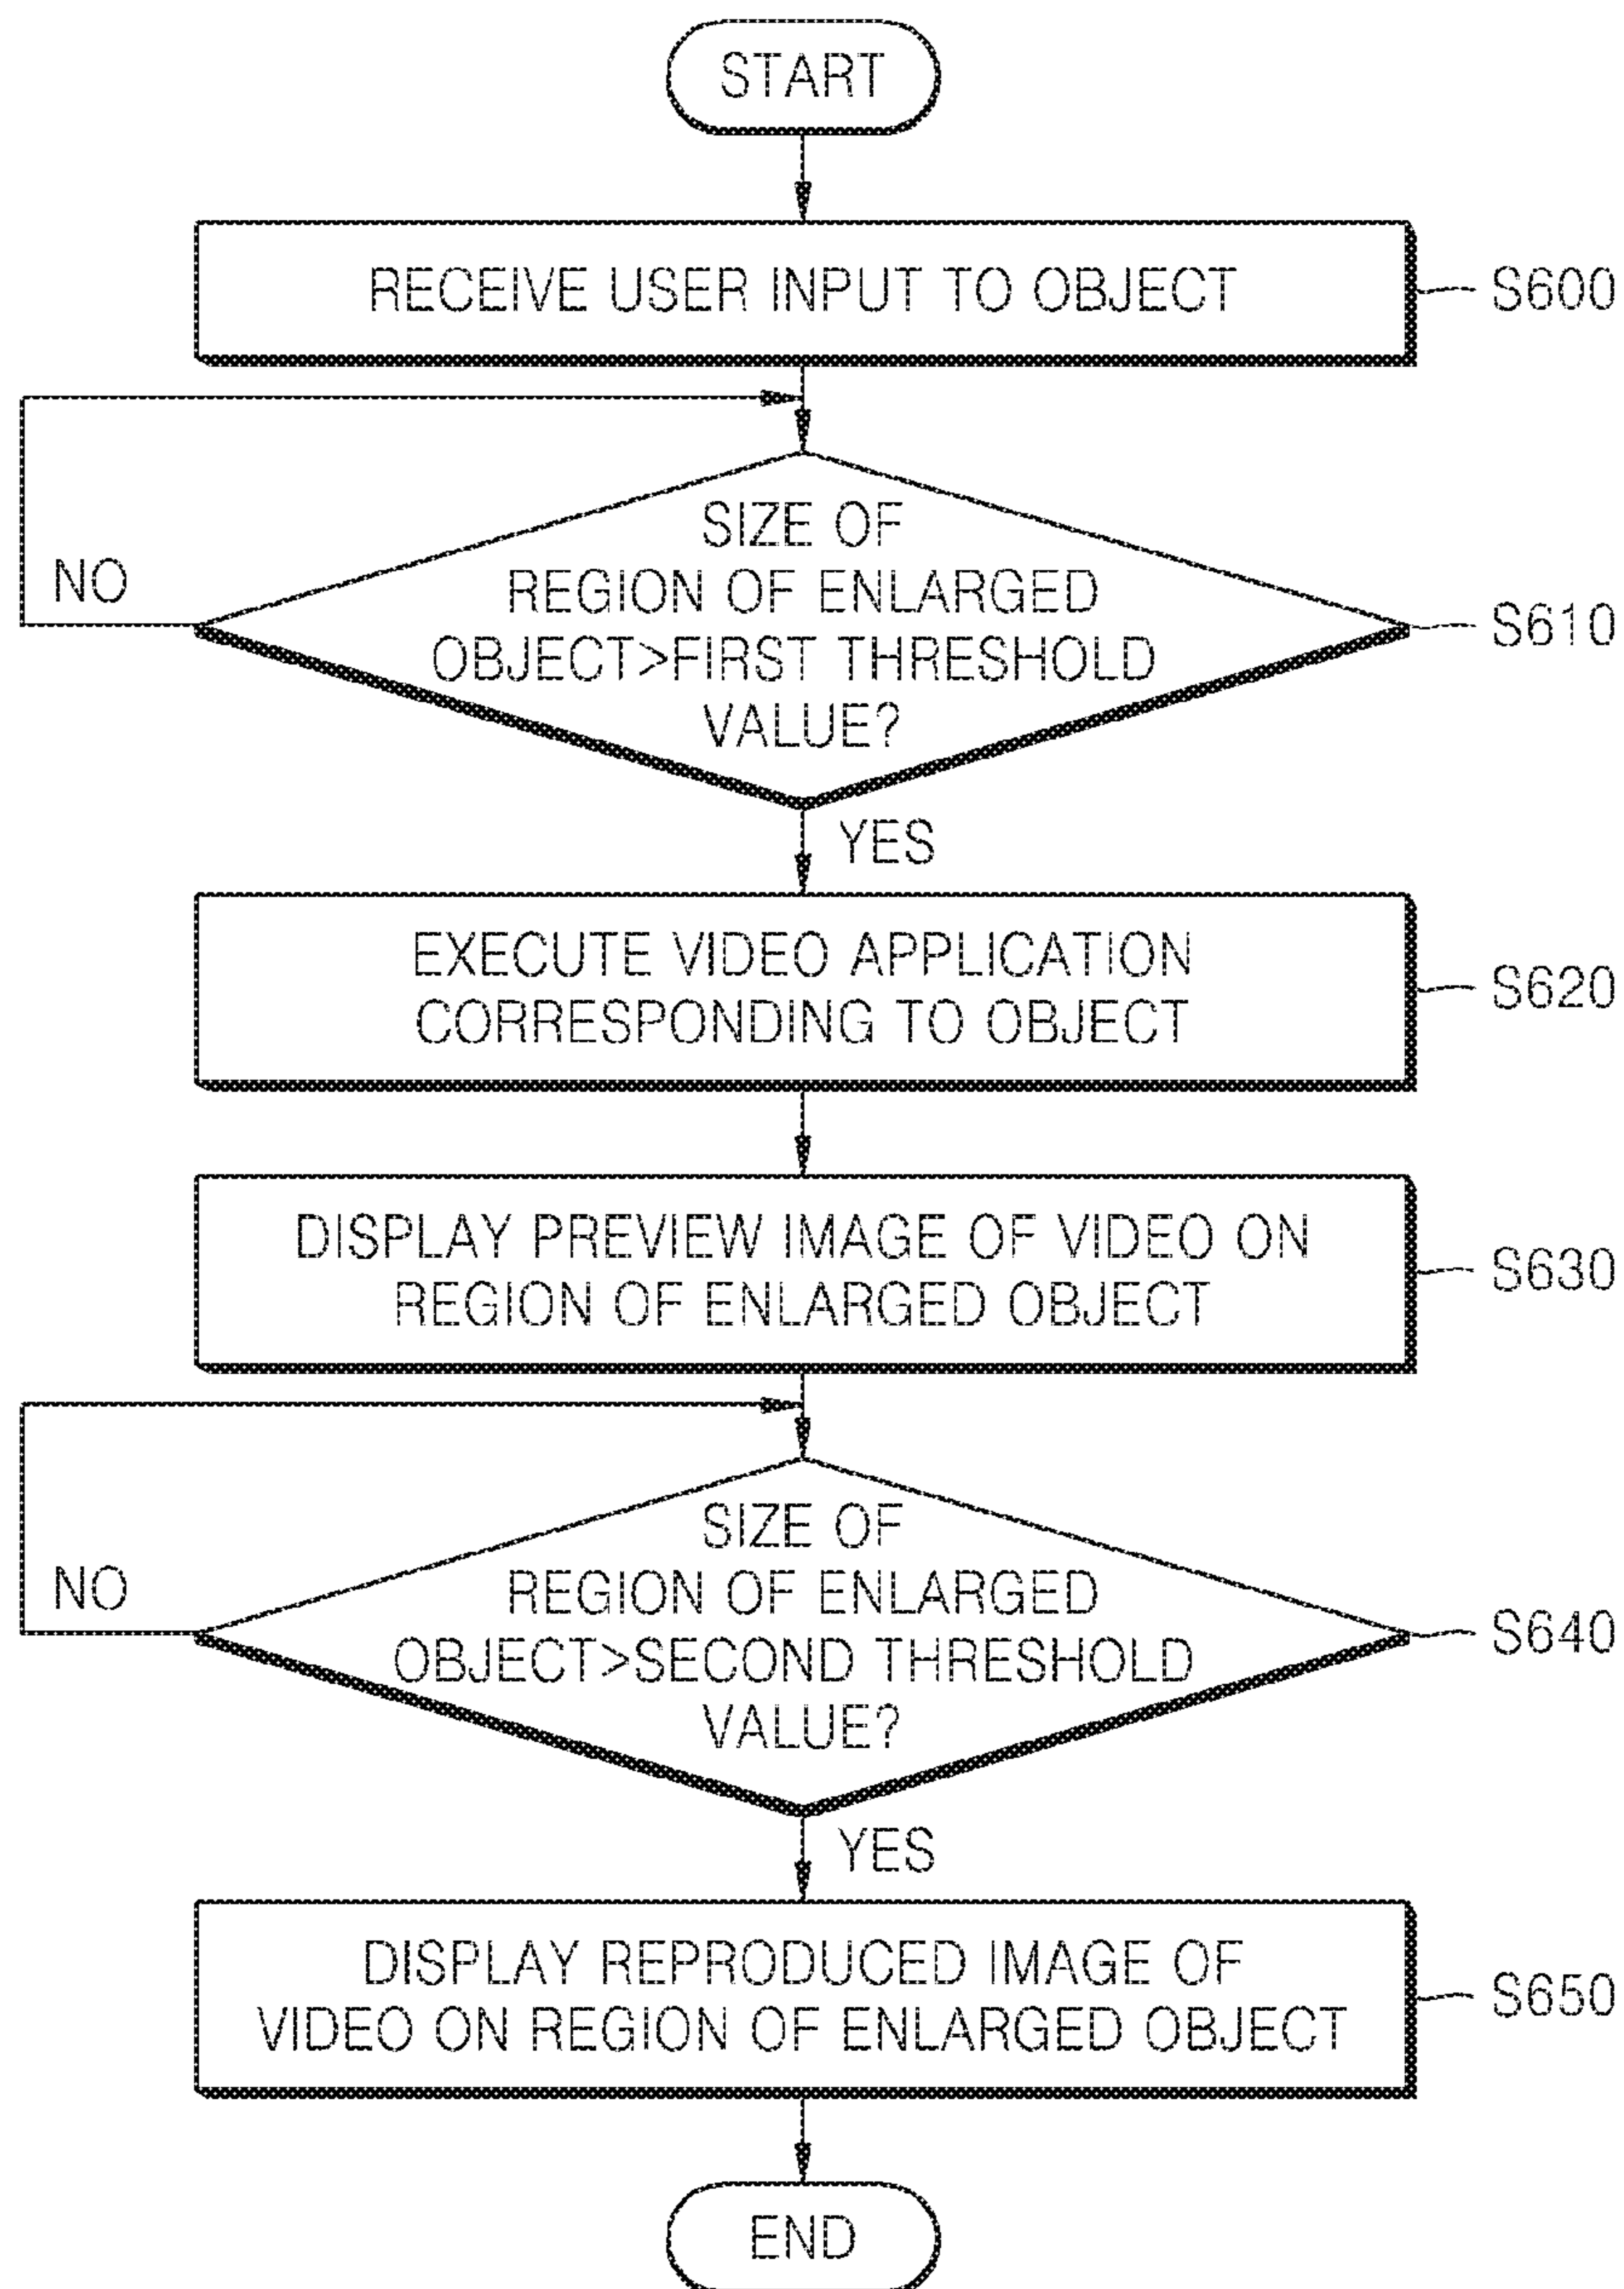 START
RECEIVE USER INPUT TO OBJECT
S600
SIZE OF
REGION OF ENLARGED
OBJECT>FIRST THRESHOLD
VALUE?
S610
NO
YES
EXECUTE VIDEO APPLICATION
CORRESPONDING TO OBJECT
S620
DISPLAY PREVIEW IMAGE OF VIDEO ON
REGION OF ENLARGED OBJECT
S630
SIZE OF
REGION OF ENLARGED
OBJECT>SECOND THRESHOLD
VALUE?
S640
NO
YES
DISPLAY REPRODUCED IMAGE OF
VIDEO ON REGION OF ENLARGED OBJECT
S650
END